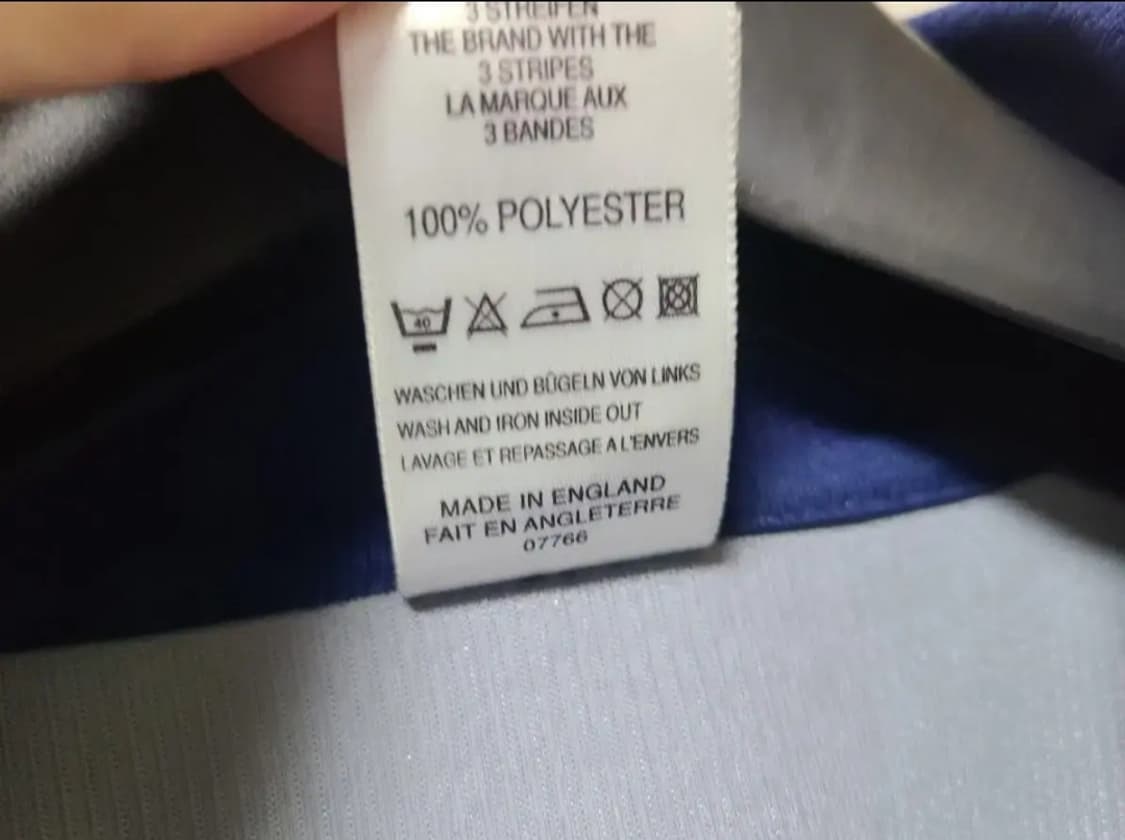 3 STREIFEN
THE BRAND WITH THE
3 STRIPES
LA MARQUE AUX
3 BANDES
100% POLYESTER
40
WASCHEN UND BÜGELN VON LINKS
WASH AND IRON INSIDE OUT
LAVAGE ET REPASSAGE A L'ENVERS
MADE IN ENGLAND
FAIT EN ANGLETERRE
07766